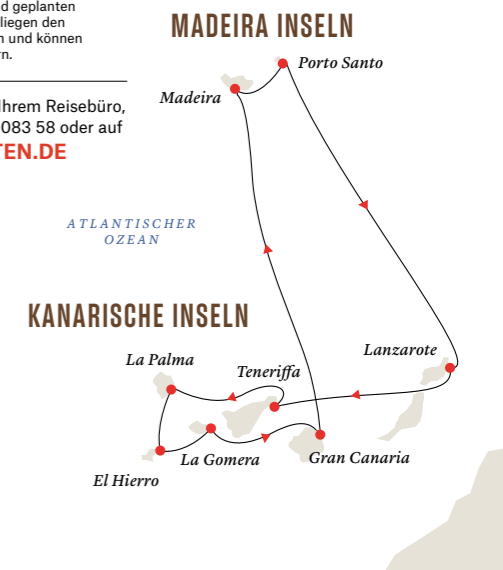 d geplanten
liegen den
n und können
rn.
Ihrem Reisebüro,
083 58 oder auf
TEN.DE
MADEIRA INSELN
Porto Santo
Madeira
ATLANTISCHER
OZEAN
KANARISCHE INSELN
La Palma
Teneriffa
Lanzarote
La Gomera
Gran Canaria
El Hierro